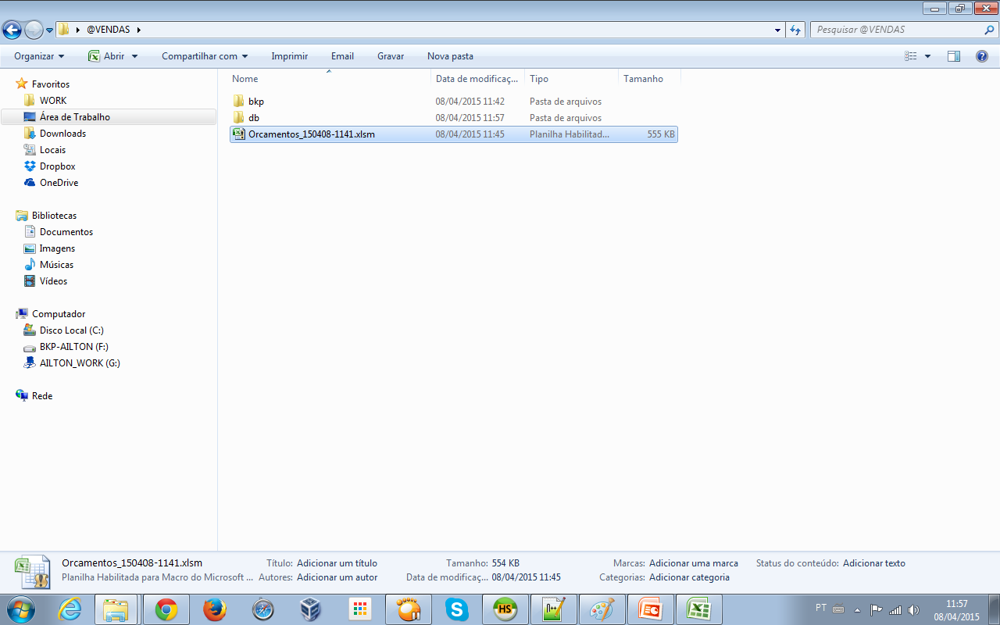 @VENDAS
Pesquisar @VENDAS
Organizar Abrir Compartilhar com Imprimir Email Gravar Nova pasta
Favoritos
WORK
Área de Trabalho
Downloads
Locais
Dropbox
OneDrive
Bibliotecas
Documentos
Imagens
Músicas
Vídeos
Computador
Disco Local (C:)
BKP-AILTON (F:)
AILTON_WORK (G:)
Rede
Nome Data de modificaç... Tipo Tamanho
bkp 08/04/2015 11:42 Pasta de arquivos
db 08/04/2015 11:57 Pasta de arquivos
Orcamentos_150408-1141.xlsm 08/04/2015 11:45 Planilha Habilitad... 555 KB
Orcamentos_150408-1141.xlsm Título: Adicionar um título Tamanho: 554 KB Marcas: Adicionar uma marca Status do conteúdo: Adicionar texto
Planilha Habilitada para Macro do Microsoft ... Autores: Adicionar um autor Data de modificaç... 08/04/2015 11:45 Categorias: Adicionar categoria
HS
PT
11:57
08/04/2015